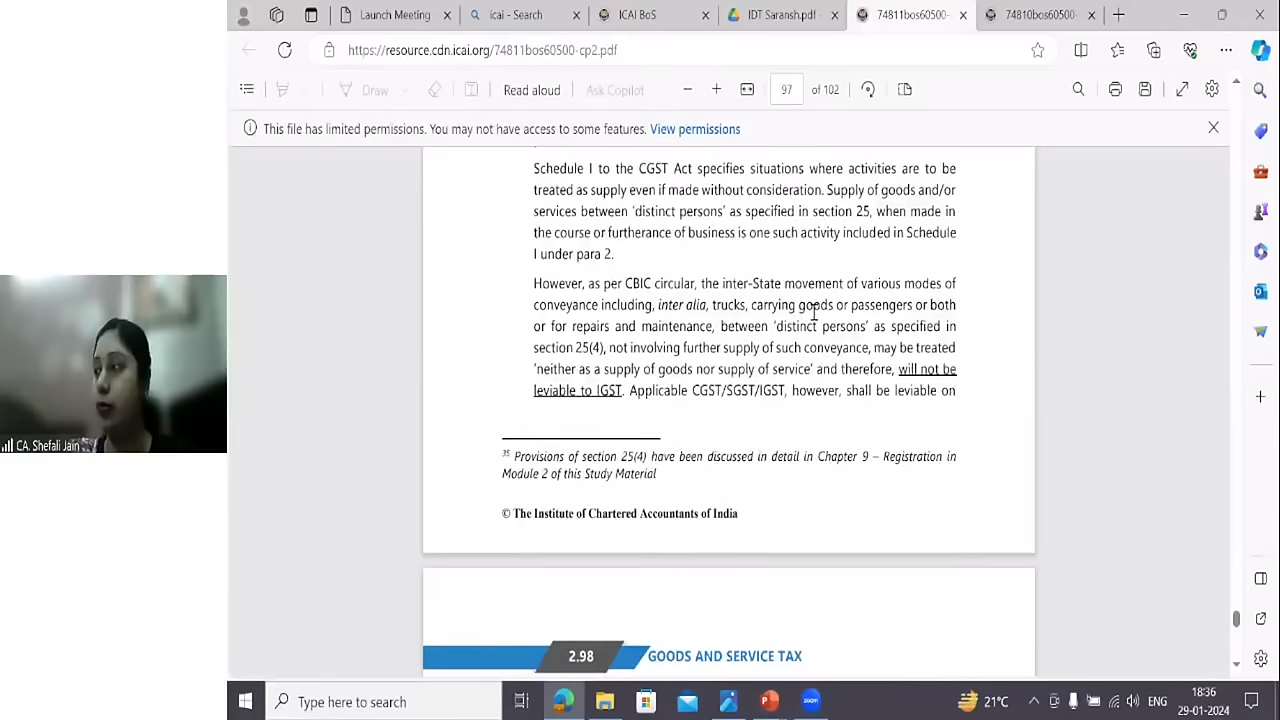 Launch Meeting
icai - Search
ICAI BoS
IDT Saransh.pdf
74811bos60500-
74810bos60500-
https://resource.cdn.icai.org/74811bos60500-cp2.pdf
Draw
Read aloud
Ask Copilot
97
of 102
This file has limited permissions. You may not have access to some features. View permissions
Schedule I to the CGST Act specifies situations where activities are to be
treated as supply even if made without consideration. Supply of goods and/or
services between 'distinct persons' as specified in section 25, when made in
the course or furtherance of business is one such activity included in Schedule
I under para 2.
However, as per CBIC circular, the inter-State movement of various modes of
conveyance including, inter alia, trucks, carrying goods or passengers or both
or for repairs and maintenance, between 'distinct persons' as specified in
section 25(4), not involving further supply of such conveyance, may be treated
'neither as a supply of goods nor supply of service' and therefore, will not be
leviable to IGST. Applicable CGST/SGST/IGST, however, shall be leviable on
35 Provisions of section 25(4) have been discussed in detail in Chapter 9 – Registration in
Module 2 of this Study Material
© The Institute of Chartered Accountants of India
2.98
GOODS AND SERVICE TAX
CA. Shefali Jain
Type here to search
zoom
21°C
ENG
18:36
29-01-2024